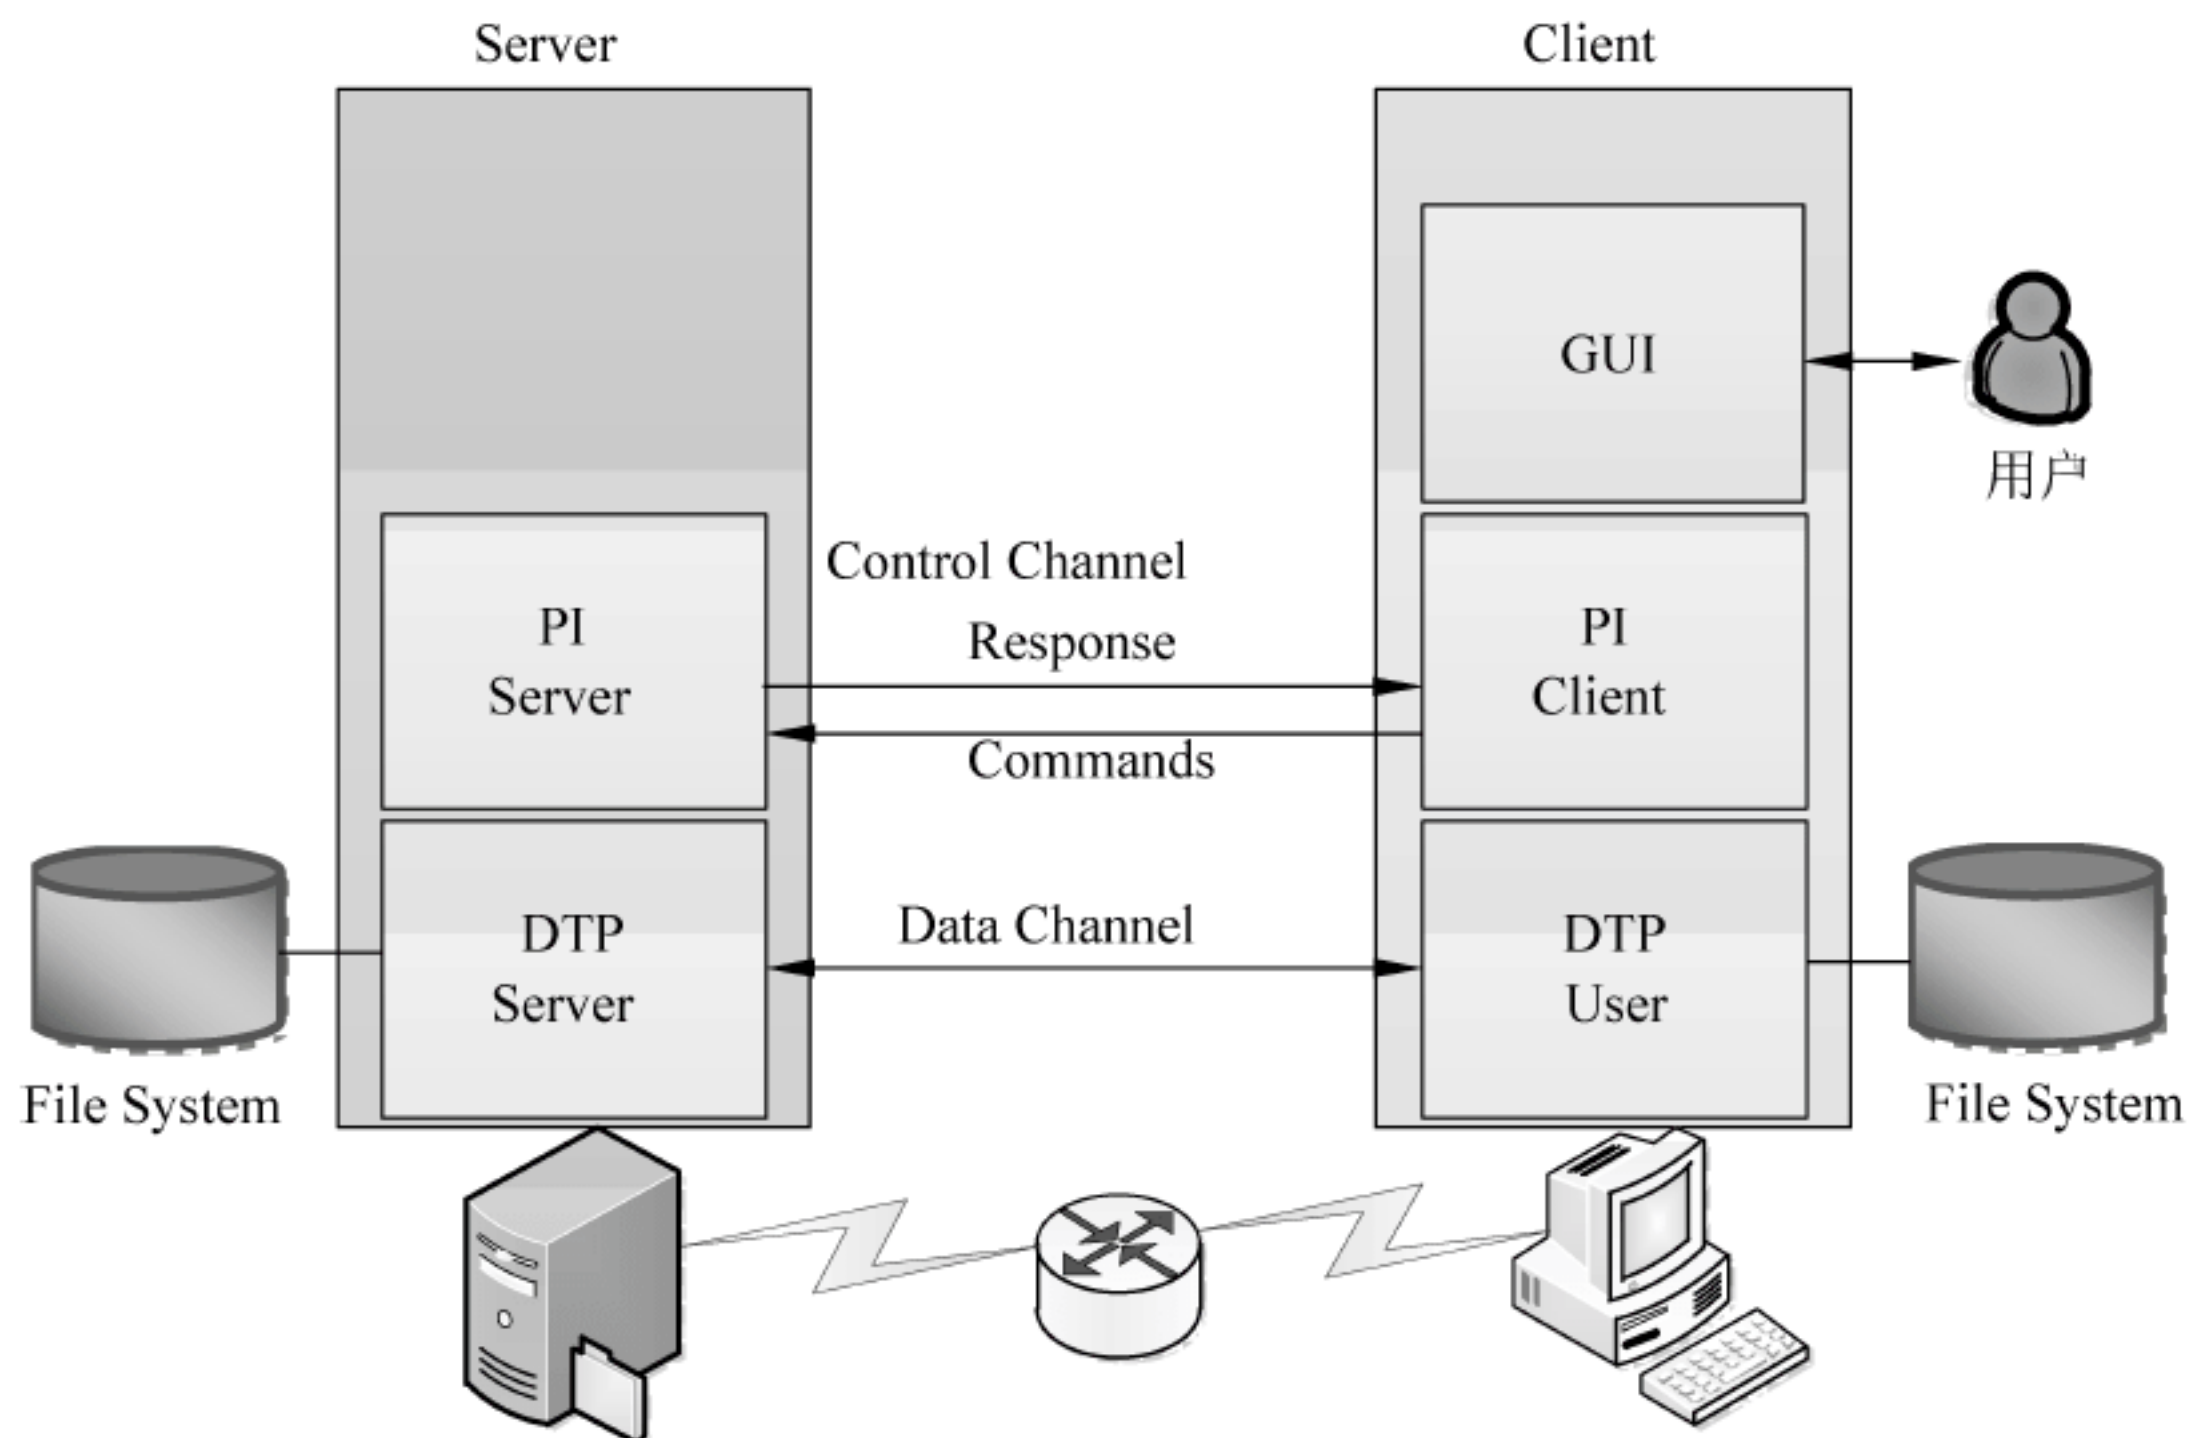 Server
Client
GUI
用户
Control Channel
Response
Commands
PI
Server
PI
Client
Data Channel
DTP
Server
DTP
User
File System
File System